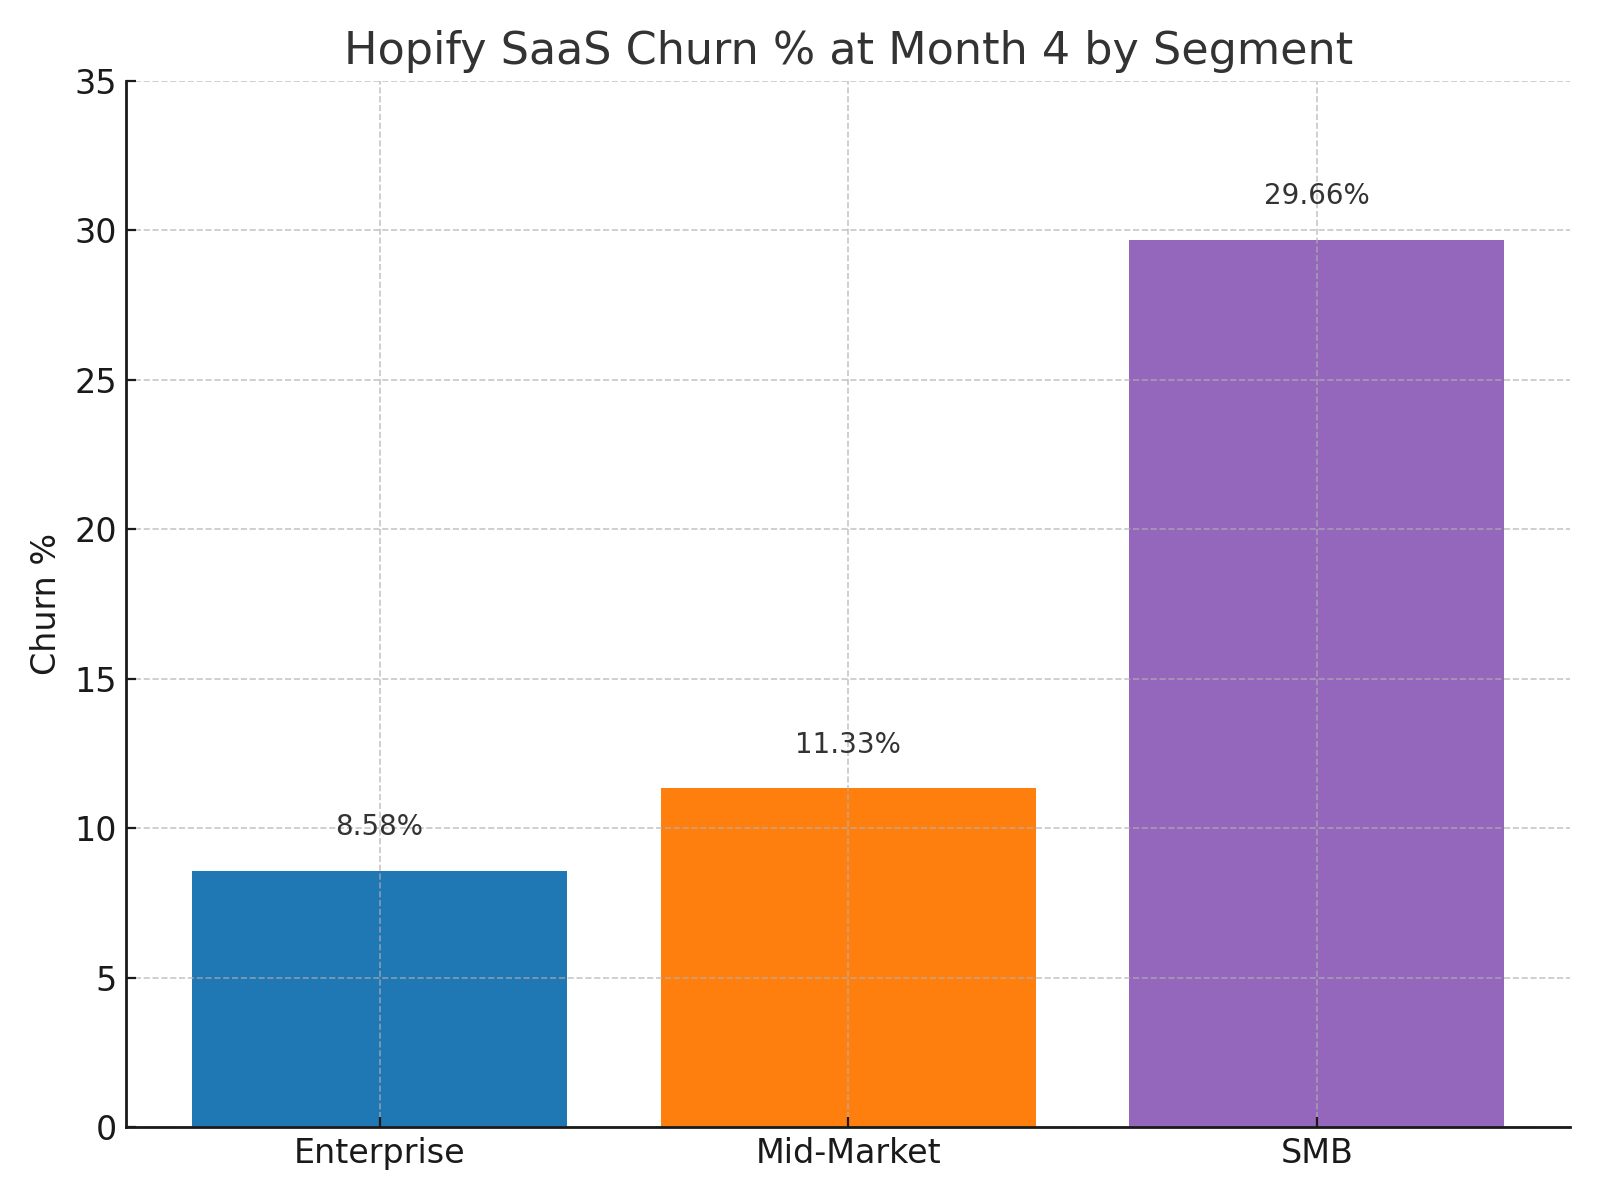 Hopify SaaS Churn % at Month 4 by Segment
35
30
25
20
15
10
5
0
Churn %
29.66%
11.33%
8.58%
Enterprise
Mid-Market
SMB